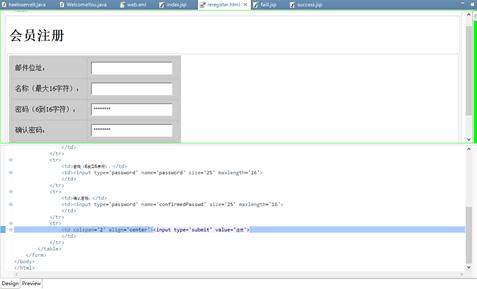 helloservelt.java WelcomeYou.java web.xml index.jsp reregister.html faill.jsp success.jsp
会员注册
邮件位址：
名称（最大16字符）：
密码（6到16字符）： ********
确认密码： ********
</td>
</tr>
<tr>
<td>密码（6到16字符）：</td>
<td><input type='password' name='password' size='25' maxlength='16'>
</td>
</tr>
<tr>
<td>确认密码：</td>
<td><input type='password' name='confirmedPasswd' size='25' maxlength='16'>
</td>
</tr>
<tr>
<td colspan='2' align='center'><input type='submit' value='注册'>
</td>
</tr>
</table>
</form>
</body>
</html>
Design Preview